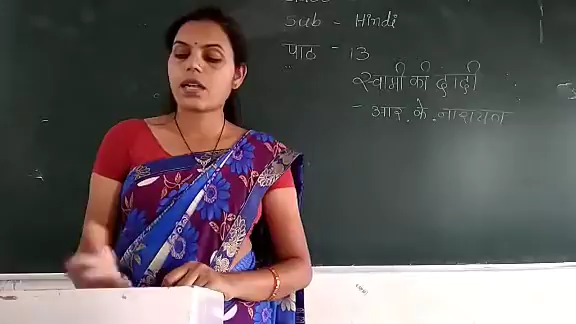 Sub - Hindi
पाठ - 13
स्वामी की दादी
- आर. के. नारायण